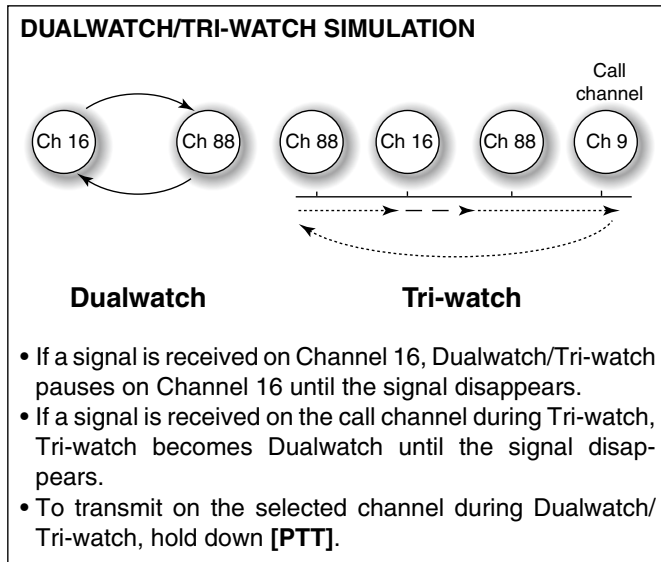 DUALWATCH/TRI-WATCH SIMULATION
Call
channel
Ch 16
Ch 88
Ch 88
Ch 16
Ch 88
Ch 9
Dualwatch
Tri-watch
• If a signal is received on Channel 16, Dualwatch/Tri-watch
pauses on Channel 16 until the signal disappears.
• If a signal is received on the call channel during Tri-watch,
Tri-watch becomes Dualwatch until the signal disap-
pears.
• To transmit on the selected channel during Dualwatch/
Tri-watch, hold down [PTT].